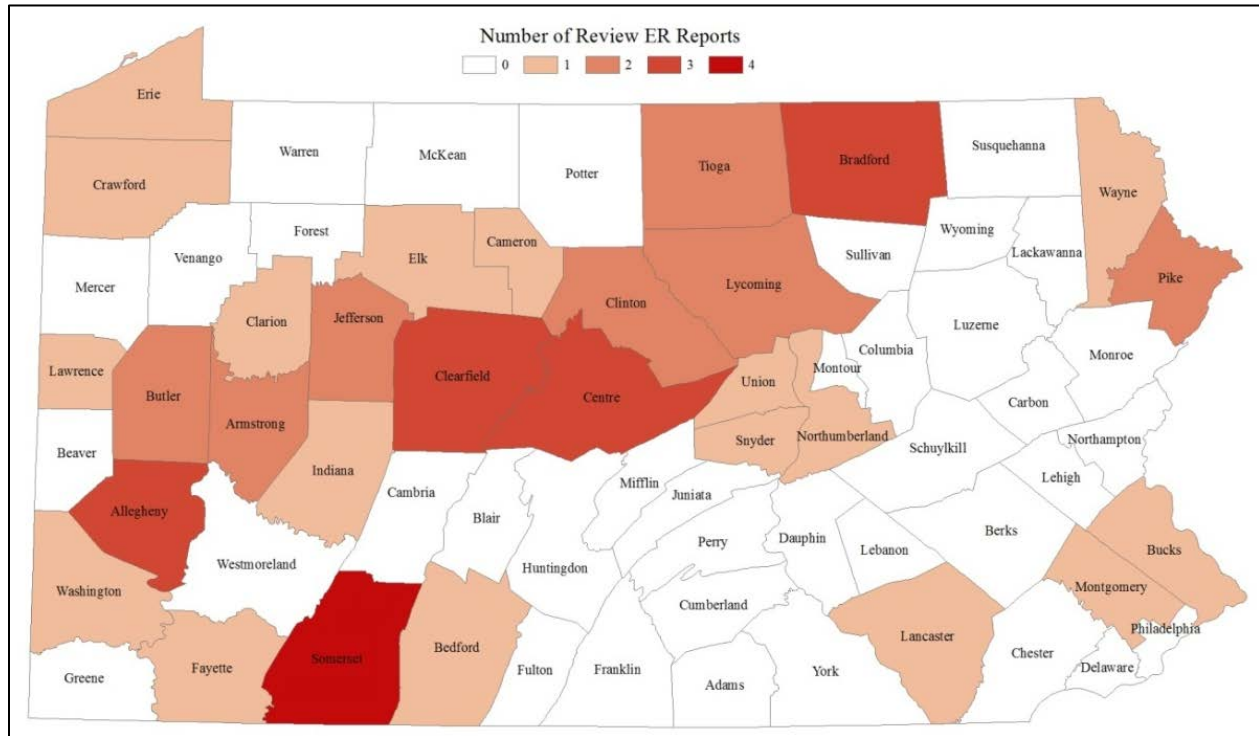 Number of Review ER Reports
0 1 2 3 4
Erie
Warren
McKean
Potter
Tioga
Bradford
Susquehanna
Wayne
Crawford
Forest
Elk
Cameron
Wyoming
Lackawanna
Sullivan
Pike
Venango
Mercer
Clarion
Jefferson
Clinton
Lycoming
Luzerne
Columbia
Monroe
Lawrence
Butler
Clearfield
Centre
Union
Montour
Carbon
Armstrong
Snyder
Northumberland
Northampton
Schuylkill
Beaver
Indiana
Mifflin
Lehigh
Cambria
Juniata
Allegheny
Blair
Berks
Perry
Dauphin
Lebanon
Bucks
Westmoreland
Huntingdon
Washington
Cumberland
Montgomery
Philadelphia
Lancaster
Somerset
Bedford
Chester
Fayette
Greene
Fulton
Franklin
Adams
York
Delaware